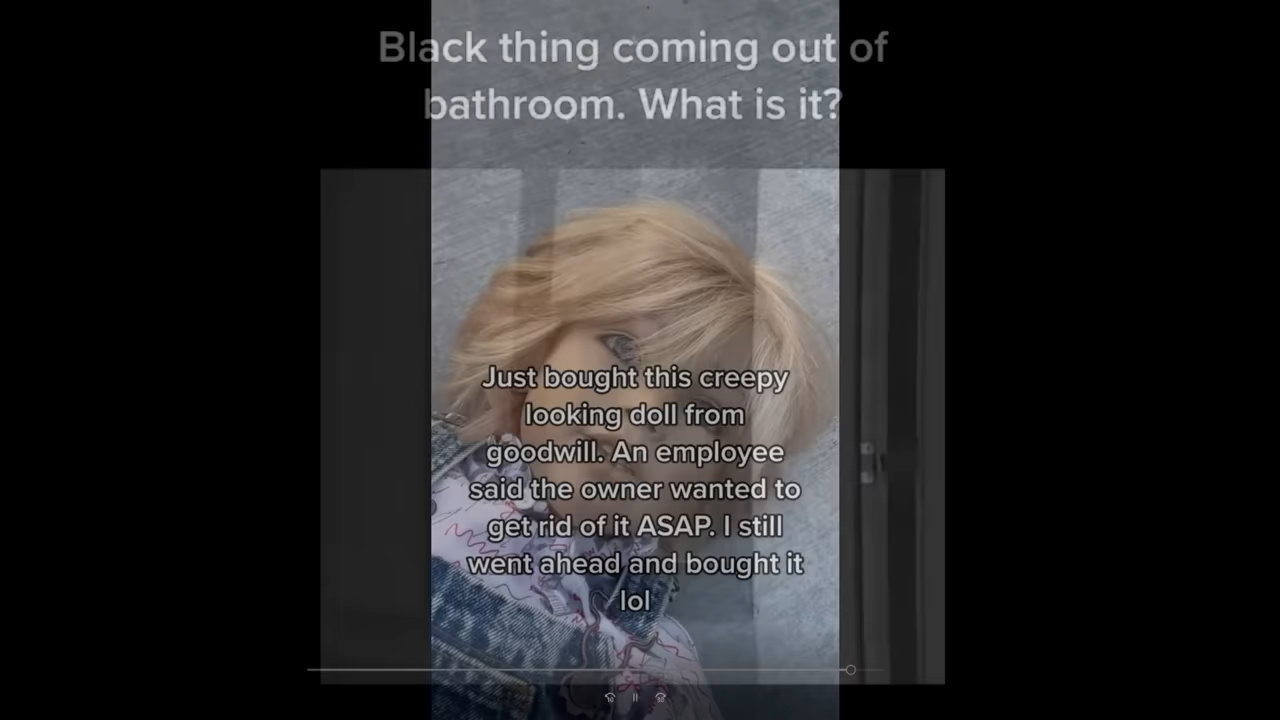 Black thing coming out of
bathroom. What is it?
Just bought this creepy
looking doll from
goodwill. An employee
said the owner wanted to
get rid of it ASAP. I still
went ahead and bought it
lol